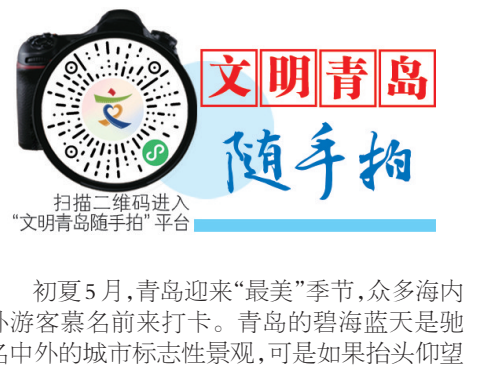 文明青岛
随手拍
扫描二维码进入
“文明青岛随手拍”平台
初夏5月,青岛迎来“最美”季节,众多海内
外游客慕名前来打卡。青岛的碧海蓝天是驰
名中外的城市标志性景观,可是如果抬头仰望